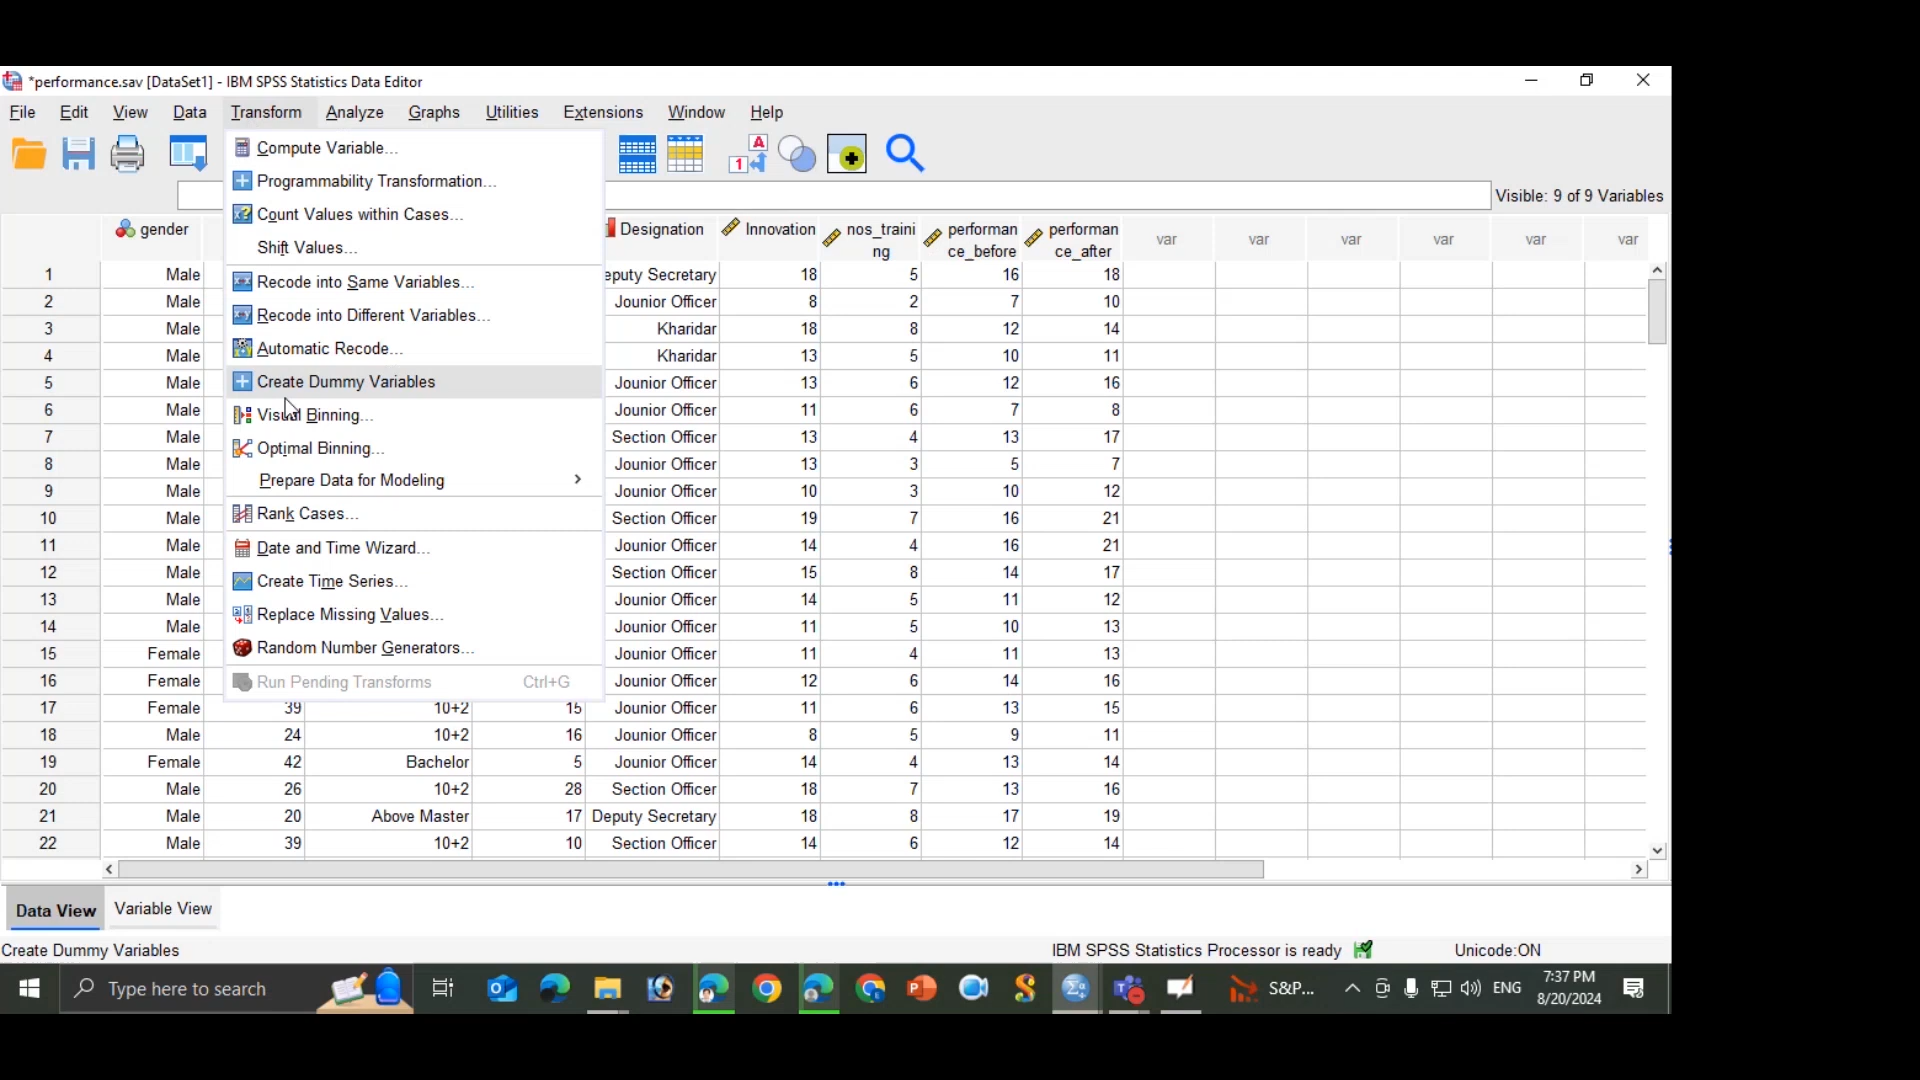 *performance.sav [DataSet1] - IBM SPSS Statistics Data Editor
File Edit View Data Transform Analyze Graphs Utilities Extensions Window Help
Compute Variable...
Programmability Transformation...
Count Values within Cases...
Shift Values...
Recode into Same Variables...
Recode into Different Variables...
Automatic Recode...
Create Dummy Variables
Visual Binning...
Optimal Binning...
Prepare Data for Modeling
Rank Cases...
Date and Time Wizard...
Create Time Series...
Replace Missing Values...
Random Number Generators...
Run Pending Transforms Ctrl+G
Visible: 9 of 9 Variables
gender Designation Innovation nos_traini performan performan var var var var var var
ng ce_before ce_after
1 Male eputy Secretary 18 5 16 18
2 Male Jounior Officer 8 2 7 10
3 Male Kharidar 18 8 12 14
4 Male Kharidar 13 5 10 11
5 Male Jounior Officer 13 6 12 16
6 Male Jounior Officer 11 6 7 8
7 Male Section Officer 13 4 13 17
8 Male Jounior Officer 13 3 5 7
9 Male Jounior Officer 10 3 10 12
10 Male Section Officer 19 7 16 21
11 Male Jounior Officer 14 4 16 21
12 Male Section Officer 15 8 14 17
13 Male Jounior Officer 14 5 11 12
14 Male Jounior Officer 11 5 10 13
15 Female Jounior Officer 11 4 11 13
16 Female Jounior Officer 12 6 14 16
17 Female 39 10+2 15 Jounior Officer 11 6 13 15
18 Male 24 10+2 16 Jounior Officer 8 5 9 11
19 Female 42 Bachelor 5 Jounior Officer 14 4 13 14
20 Male 26 10+2 28 Section Officer 18 7 13 16
21 Male 20 Above Master 17 Deputy Secretary 18 8 17 19
22 Male 39 10+2 10 Section Officer 14 6 12 14
Data View Variable View
Create Dummy Variables IBM SPSS Statistics Processor is ready Unicode:ON
Type here to search S&P... ENG 7:37 PM
8/20/2024